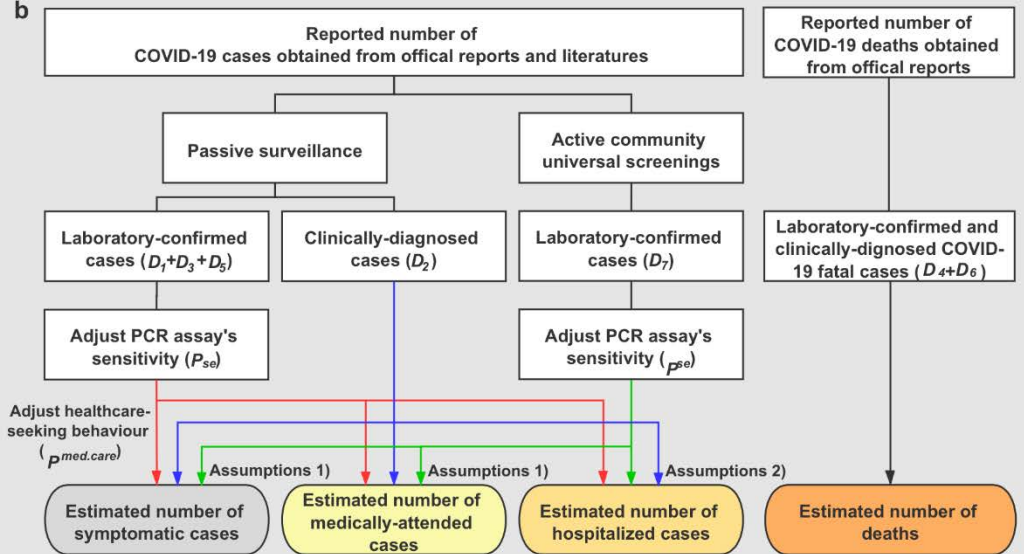 b
Reported number of
COVID-19 cases obtained from offical reports and literatures
Reported number of
COVID-19 deaths obtained
from offical reports
Passive surveillance
Active community
universal screenings
Laboratory-confirmed
cases (D1+D3+D5)
Clinically-diagnosed
cases (D2)
Laboratory-confirmed
cases (D7)
Laboratory-confirmed and
clinically-dignosed COVID-
19 fatal cases (D4+D6)
Adjust PCR assay's
sensitivity (Pse)
Adjust PCR assay's
sensitivity (Pse)
Adjust healthcare-
seeking behaviour
(Pmed.care)
Assumptions 1)
Assumptions 1)
Assumptions 2)
Estimated number of
symptomatic cases
Estimated number of
medically-attended
cases
Estimated number of
hospitalized cases
Estimated number of
deaths